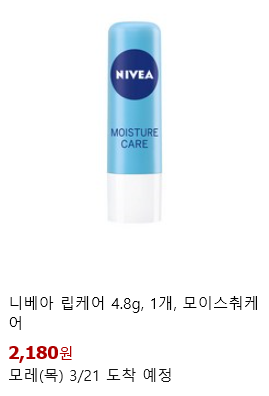 NIVEA
MOISTURE
CARE
니베아 립케어 4.8g, 1개, 모이스춰케
어
2,180원
모레(목) 3/21 도착 예정